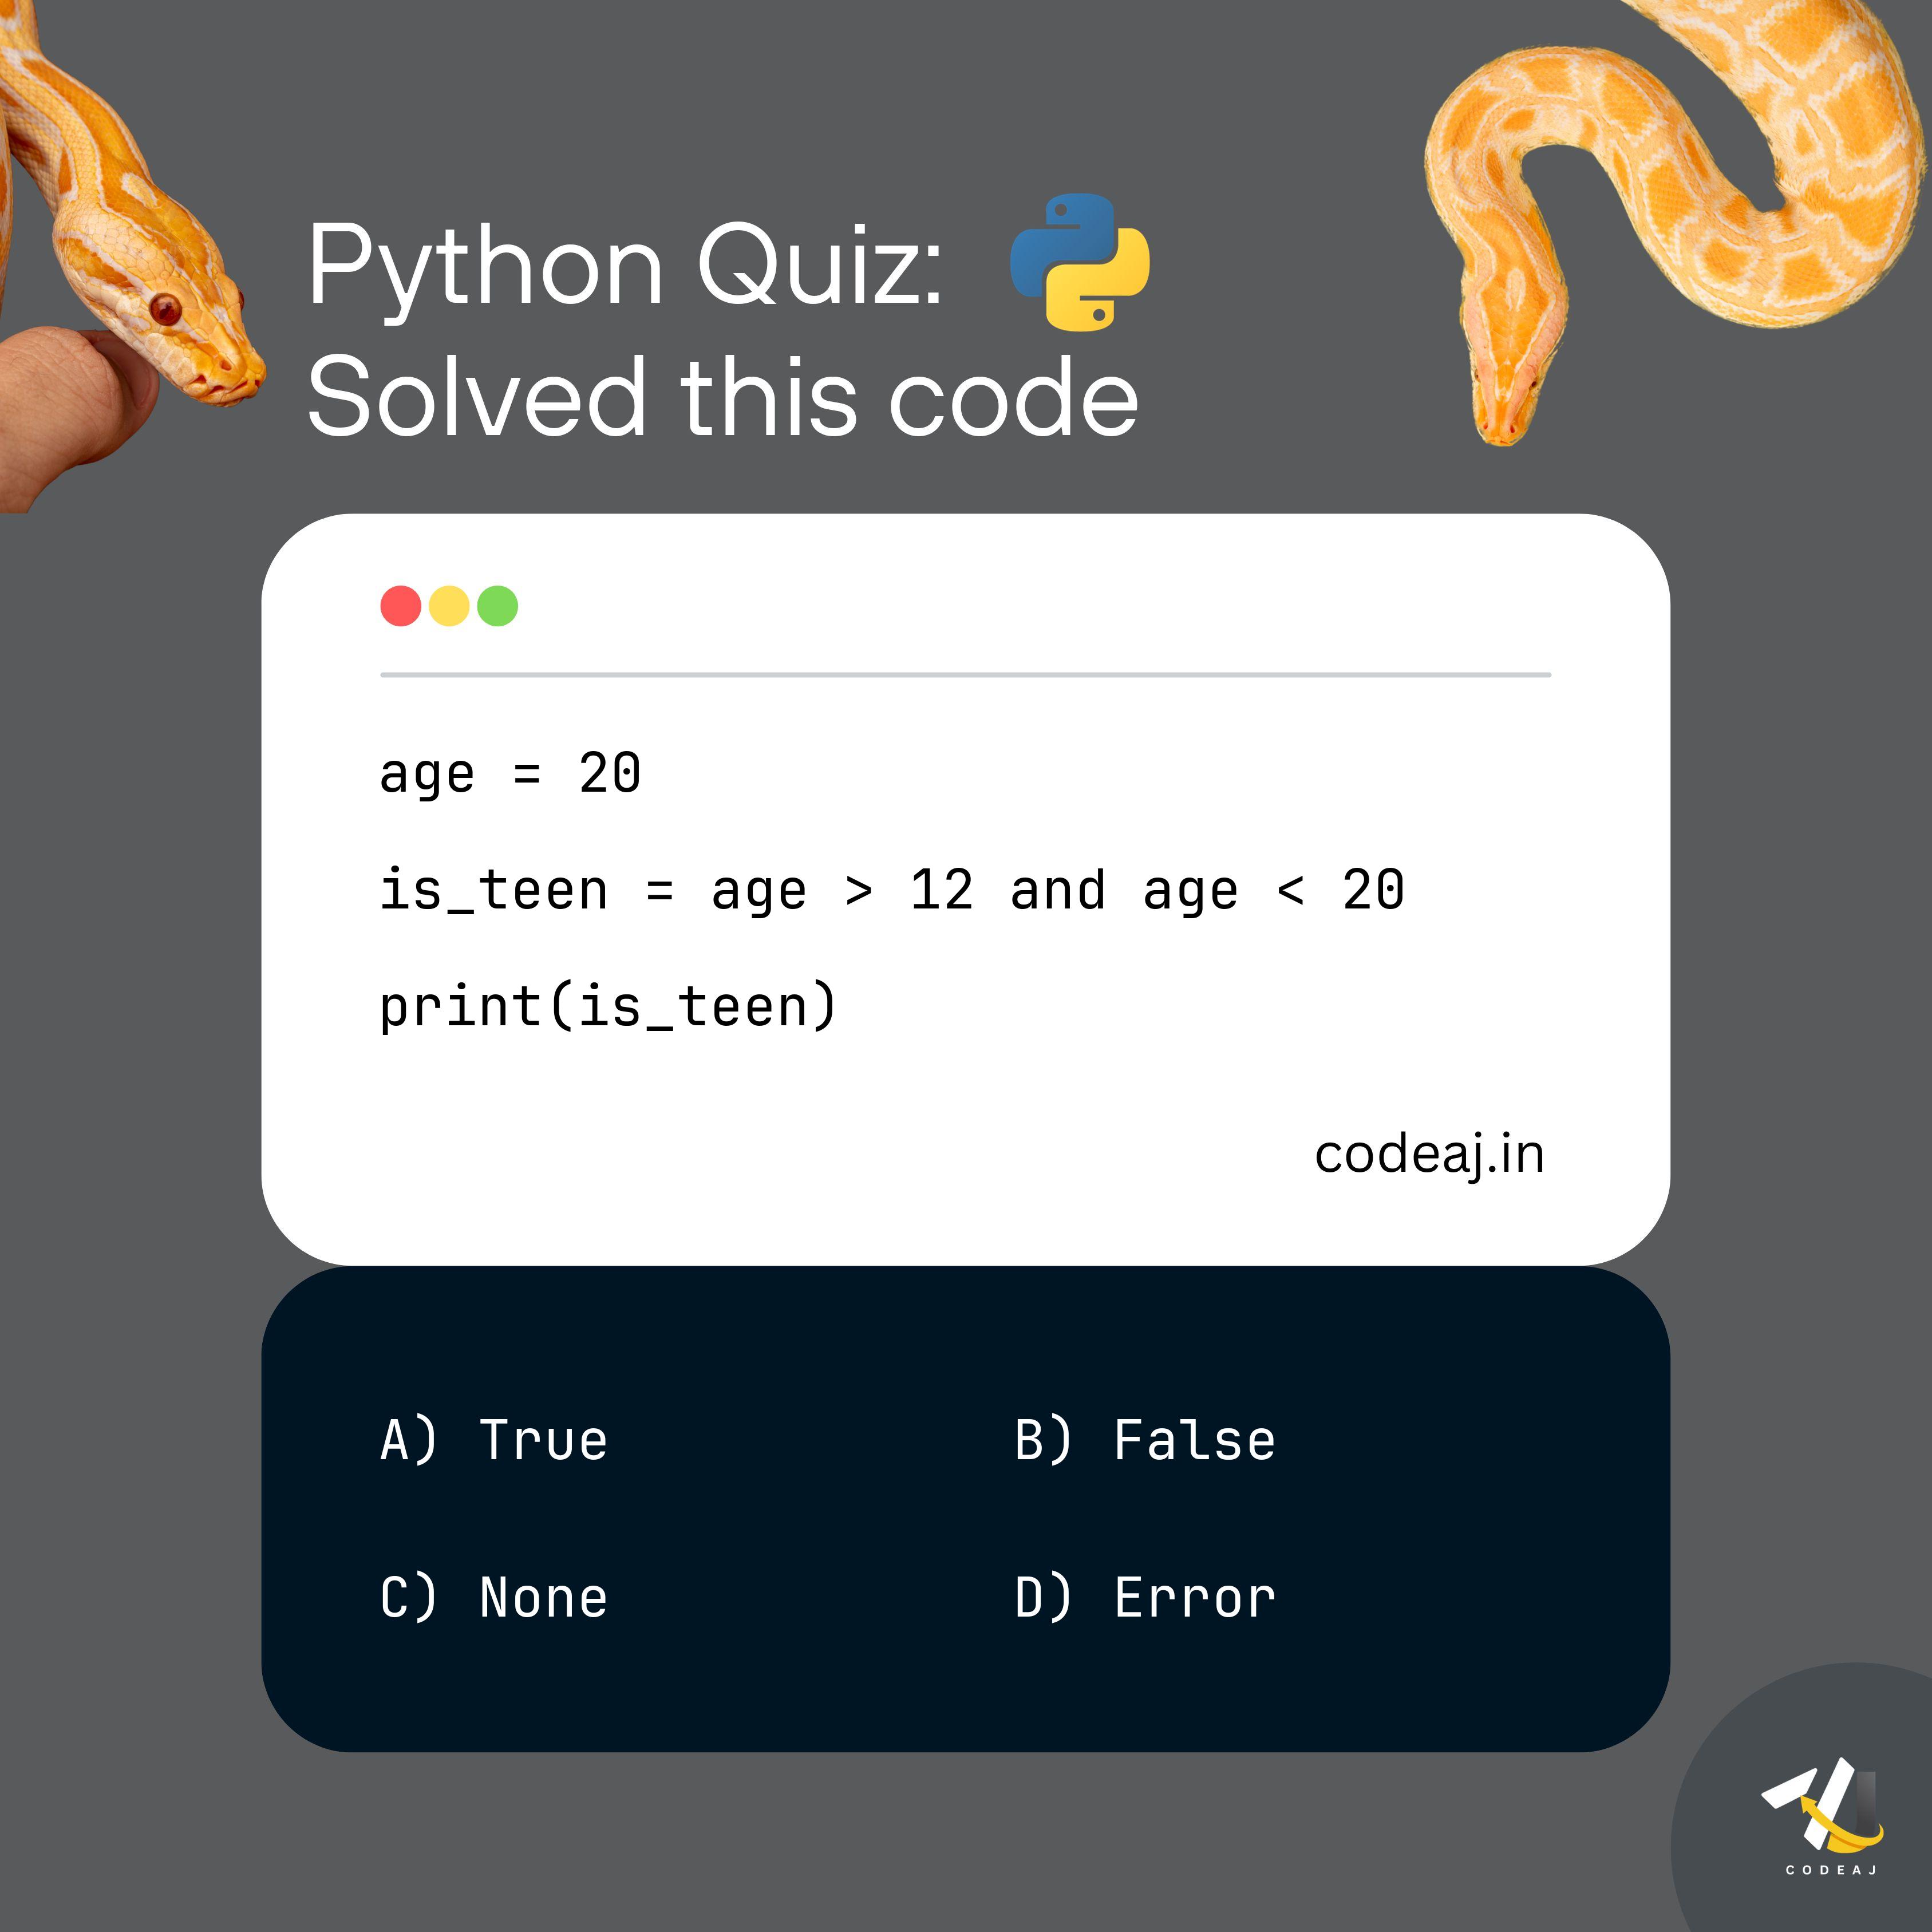 Python Quiz:
Solved this code
age = 20
is_teen = age > 12 and age < 20
print(is_teen)
codeaj.in
A) True
B) False
C) None
D) Error
CODEAJ